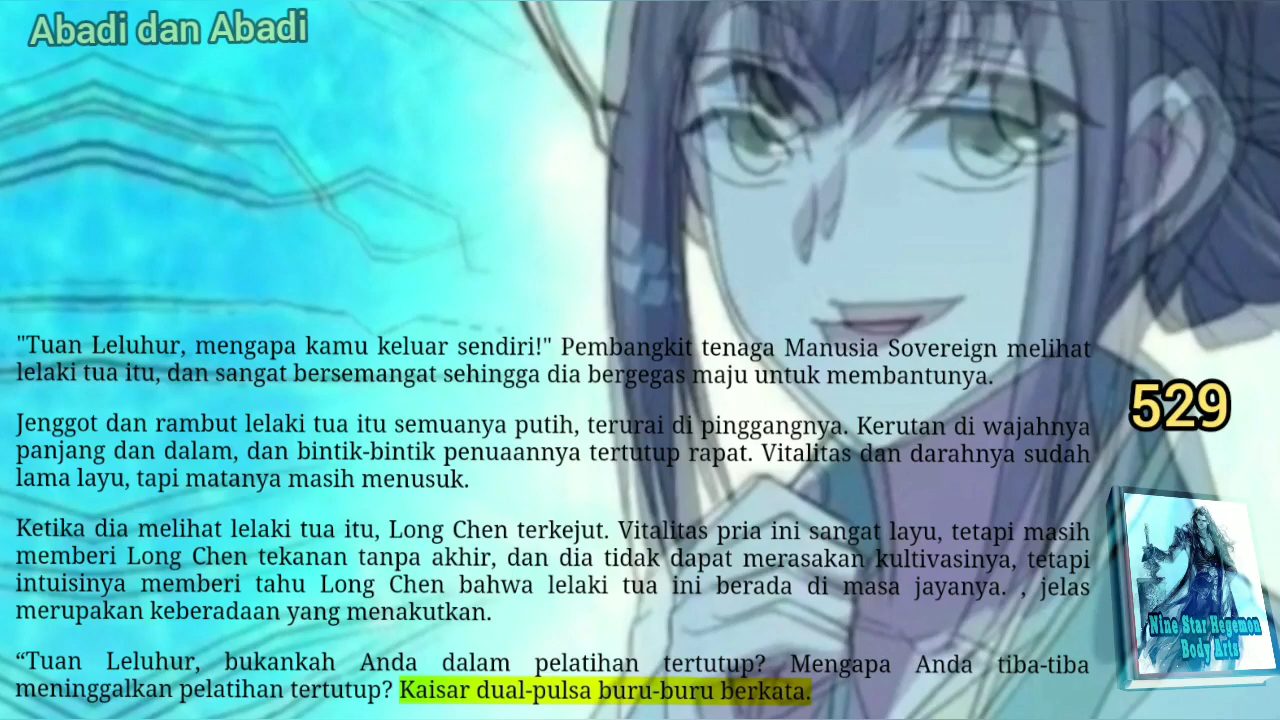 Abadi dan Abadi
"Tuan Leluhur, mengapa kamu keluar sendiri!" Pembangkit tenaga Manusia Sovereign melihat
lelaki tua itu, dan sangat bersemangat sehingga dia bergegas maju untuk membantunya.
Jenggot dan rambut lelaki tua itu semuanya putih, terurai di pinggangnya. Kerutan di wajahnya
panjang dan dalam, dan bintik-bintik penuaannya tertutup rapat. Vitalitas dan darahnya sudah
lama layu, tapi matanya masih menusuk.
529
Ketika dia melihat lelaki tua itu, Long Chen terkejut. Vitalitas pria ini sangat layu, tetapi masih
memberi Long Chen tekanan tanpa akhir, dan dia tidak dapat merasakan kultivasinya, tetapi
intuisinya memberi tahu Long Chen bahwa lelaki tua ini berada di masa jayanya. , jelas
merupakan keberadaan yang menakutkan.
“Tuan Leluhur, bukankah Anda dalam pelatihan tertutup? Mengapa Anda tiba-tiba
meninggalkan pelatihan tertutup? Kaisar dual-pulsa buru-buru berkata.
Nine Star Hegemon
Body Arts